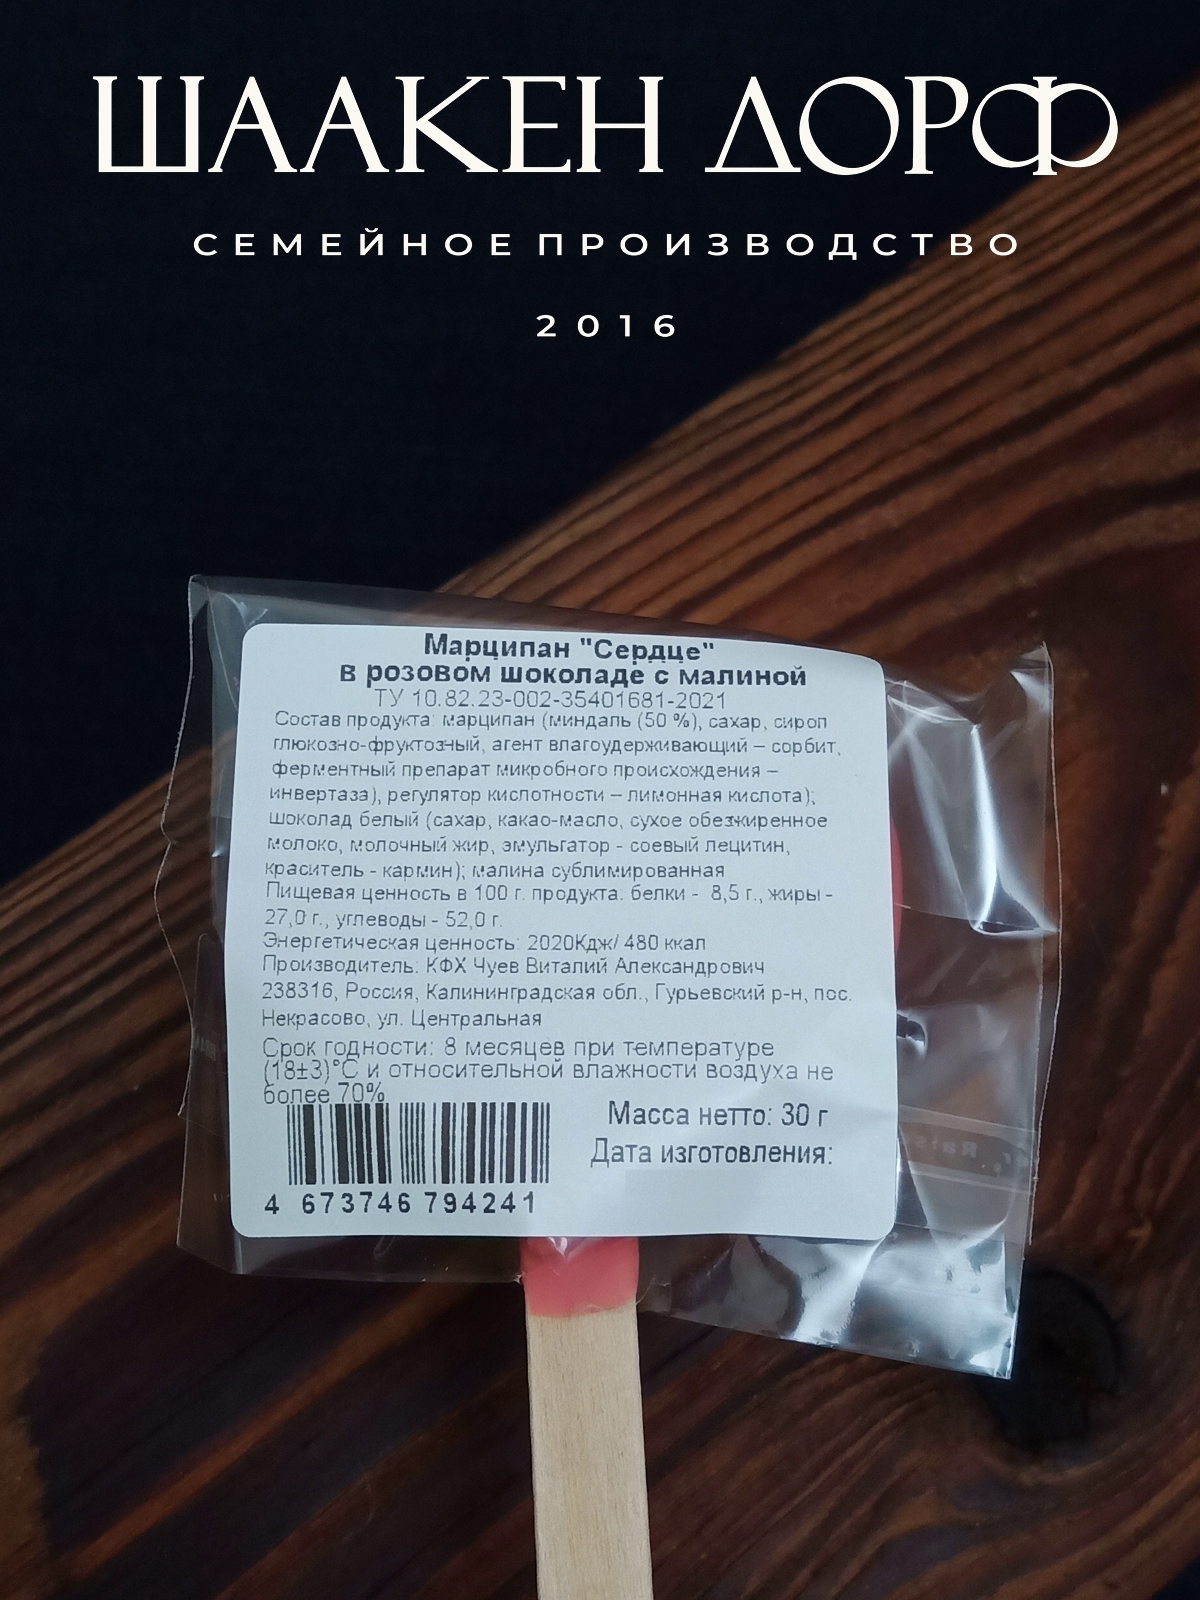 ШААКЕН ДОРФ
СЕМЕЙНОЕ ПРОИЗВОДСТВО
2016
Марципан "Сердце"
в розовом шоколаде с малиной
ТУ 10.82.23-002-35401681-2021
Состав продукта: марципан (миндаль (50 %), сахар, сироп
глюкозно-фруктозный, агент влагоудерживающий – сорбит,
ферментный препарат микробного происхождения –
инвертаза), регулятор кислотности – лимонная кислота);
шоколад белый (сахар, какао-масло, сухое обезжиренное
молоко, молочный жир, эмульгатор - соевый лецитин,
краситель - кармин); малина сублимированная
Пищевая ценность в 100 г. продукта: белки - 8,5 г., жиры -
27,0 г., углеводы - 52,0 г.
Энергетическая ценность: 2020Кдж/ 480 ккал
Производитель: КФХ Чуев Виталий Александрович
238316, Россия, Калининградская обл., Гурьевский р-н, пос.
Некрасово, ул. Центральная
Срок годности: 8 месяцев при температуре
(18±3)°С и относительной влажности воздуха не
более 70%
Масса нетто: 30 г
Дата изготовления:
4 673746 794241